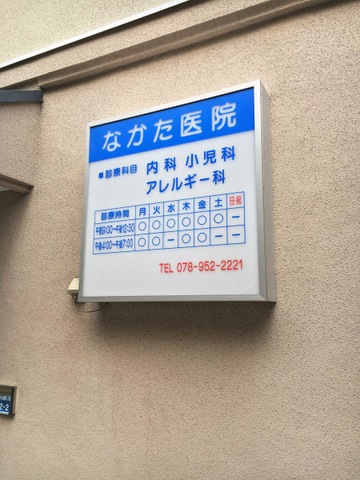 なかた医院
■診療科目 内科 小児科
アレルギー科
診療時間 月 火 水 木 金 土 日・祝
午前9:00~午後12:30 ○ ○ ○ ○ ○ ○ ー
午後4:00~午後7:00 ○ ○ ー ○ ○ ー ー
TEL 078-952-2221
2-2